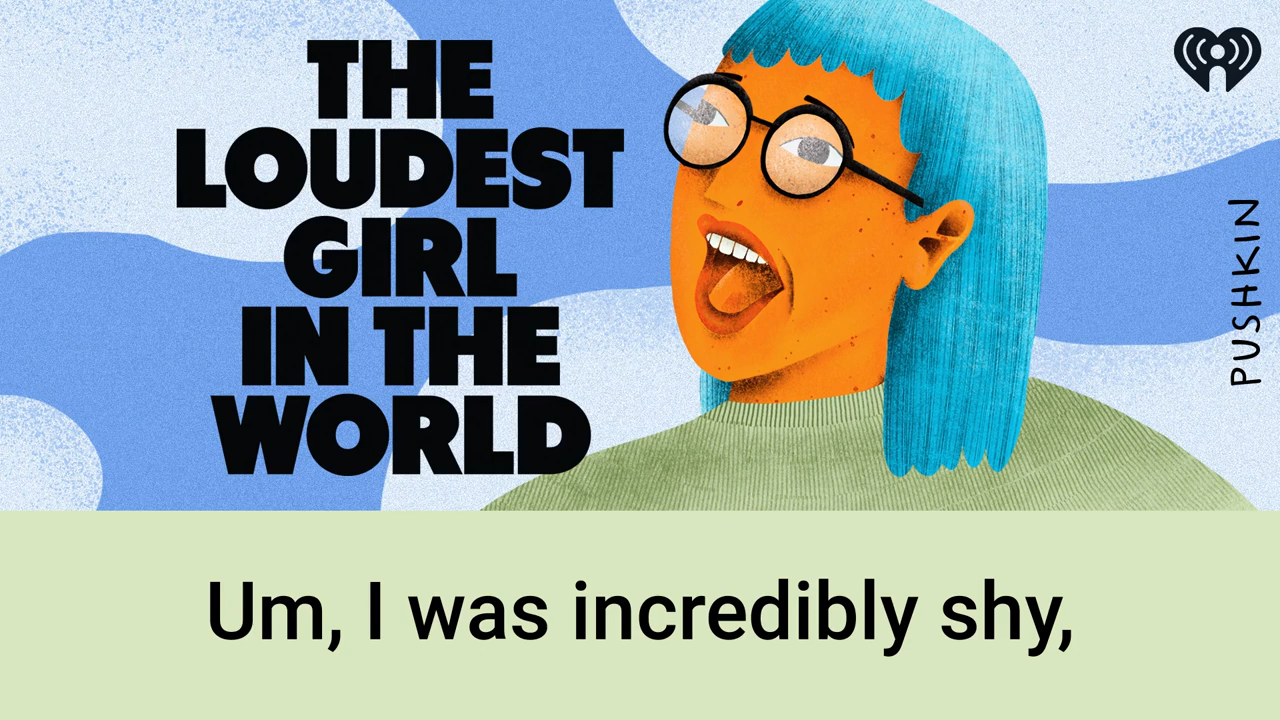 THE
LOUDEST
GIRL
IN THE
WORLD
PUSHKIN
Um, I was incredibly shy,